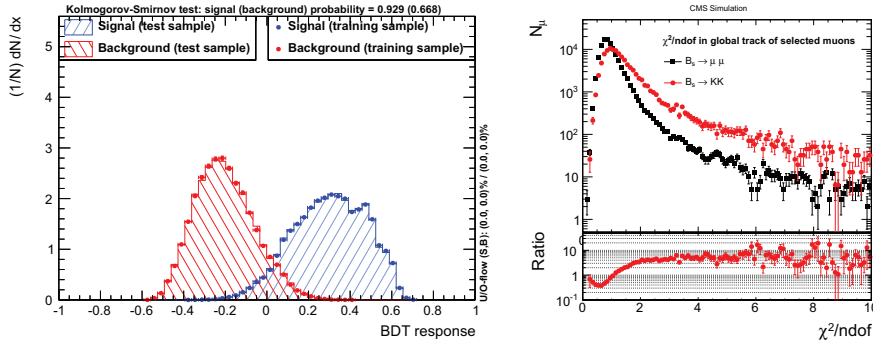 Kolmogorov-Smirnov test: signal (background) probability = 0.929 (0.668)
Signal (test sample)
Signal (training sample)
Background (test sample)
Background (training sample)
(1/N) dN/dx
5
4
3
2
1
0
-1 -0.8 -0.6 -0.4 -0.2 0 0.2 0.4 0.6 0.8 1
BDT response
U/O-flow (S,B): (0.0, 0.0)% / (0.0, 0.0)%
CMS Simulation
χ²/ndof in global track of selected muons
B_s→ μ μ
B_s→ KK
N_μ
10⁴
10³
10²
10
1
0
Ratio
10
1
10⁻¹
0 2 4 6 8 10
χ²/ndof